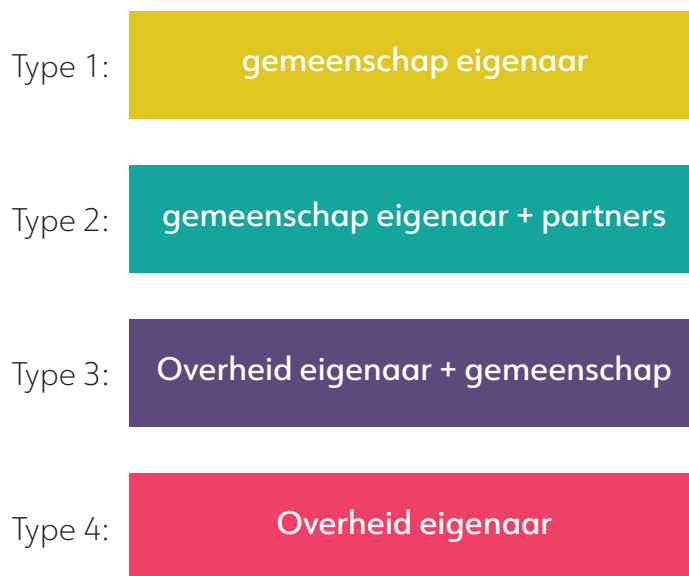 Type 1: gemeenschap eigenaar
Type 2: gemeenschap eigenaar + partners
Type 3: Overheid eigenaar + gemeenschap
Type 4: Overheid eigenaar